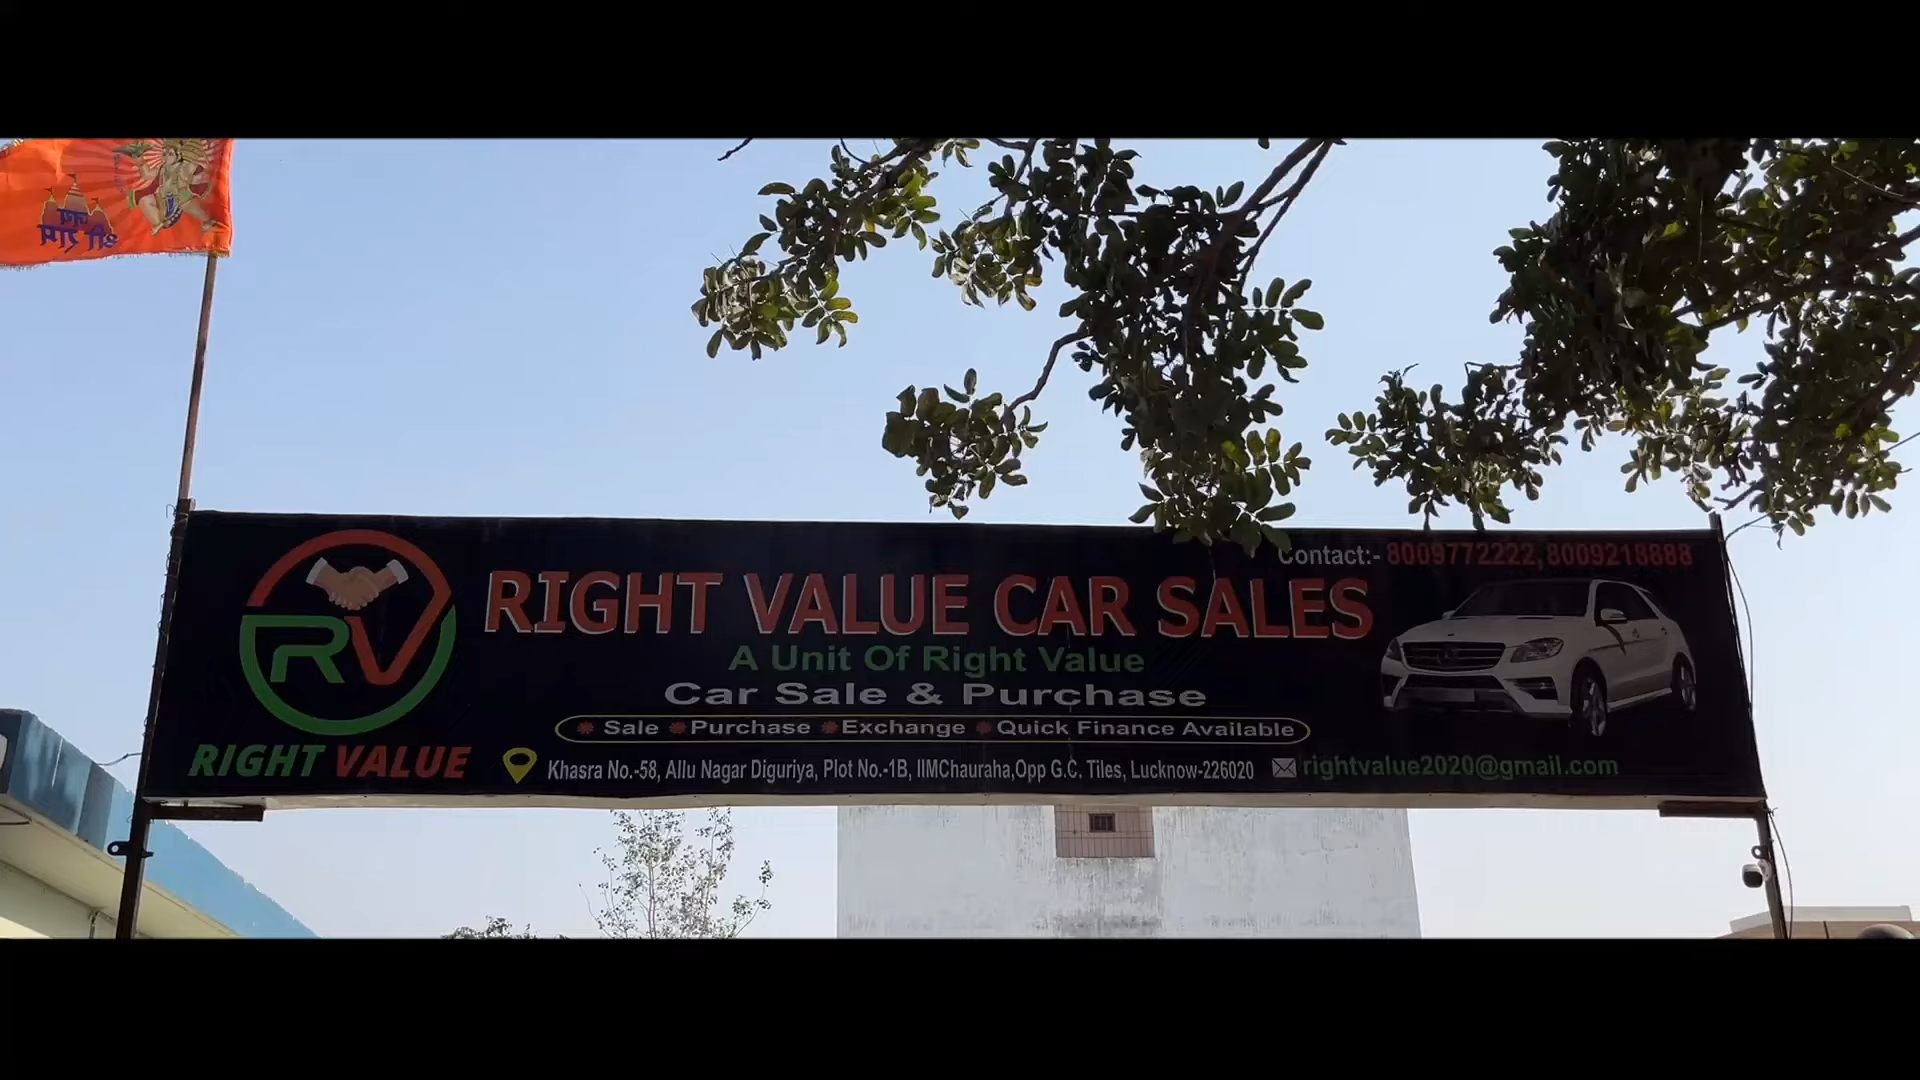 Contact:- 8009772222, 8009218888
RV
RIGHT VALUE CAR SALES
A Unit Of Right Value
Car Sale & Purchase
Sale Purchase Exchange Quick Finance Available
RIGHT VALUE
Khasra No.-58, Allu Nagar Diguriya, Plot No.-1B, IIMChauraha,Opp G.C. Tiles, Lucknow-226020
rightvalue2020@gmail.com